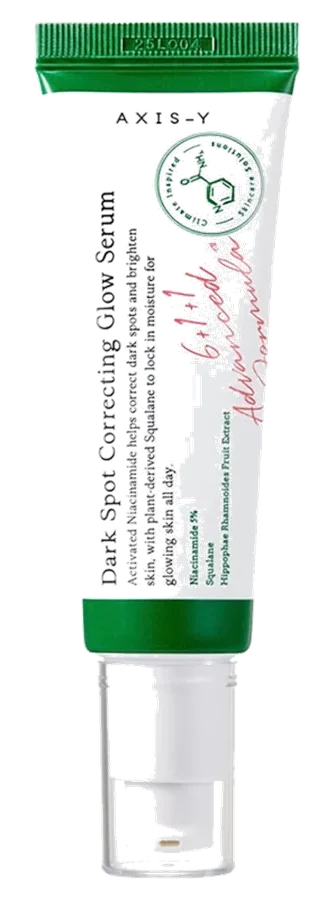 25L004
AXIS-Y
Climate Inspired
Skincare Solutions
NH₂
O
N
6+1+1
Advanced
Formula
Dark Spot Correcting Glow Serum
Activated Niacinamide helps correct dark spots and brighten
skin, with plant-derived Squalane to lock in moisture for
glowing skin all day.
Niacinamide 5%
Squalane
Hippophae Rhamnoides Fruit Extract